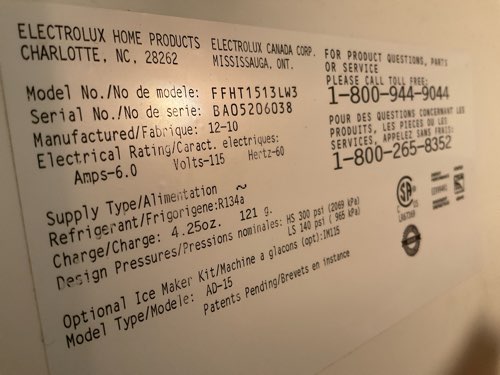 ELECTROLUX HOME PRODUCTS
CHARLOTTE, NC, 28262
ELECTROLUX CANADA CORP.
MISSISSAUGA, ONT.
FOR PRODUCT QUESTIONS, PARTS
OR SERVICE
PLEASE CALL TOLL FREE:
1-800-944-9044
POUR DES QUESTIONS CONCERNANT LES
PRODUITS, LES PIECES OU LES
SERVICES, APPELEZ SANS FRAIS:
1-800-265-8352
Model No./No de modele: FFHT1513LW3
Serial No./No de serie: BA05206038
Manufactured/Fabrique: 12-10
Electrical Rating/Caract. electriques:
Amps-6.0 Volts-115 Hertz-60
Supply Type/Alimentation ~
Refrigerant/Frigorigene:R134a
Charge/Charge: 4.25oz. 121 g.
Design Pressures/Pressions nominales: HS 300 psi (2069 kPa)
LS 140 psi ( 965 kPa)
Optional Ice Maker Kit/Machine a glacons (opt):IM115
Model Type/Modele: AD-15
Patents Pending/Brevets en instance